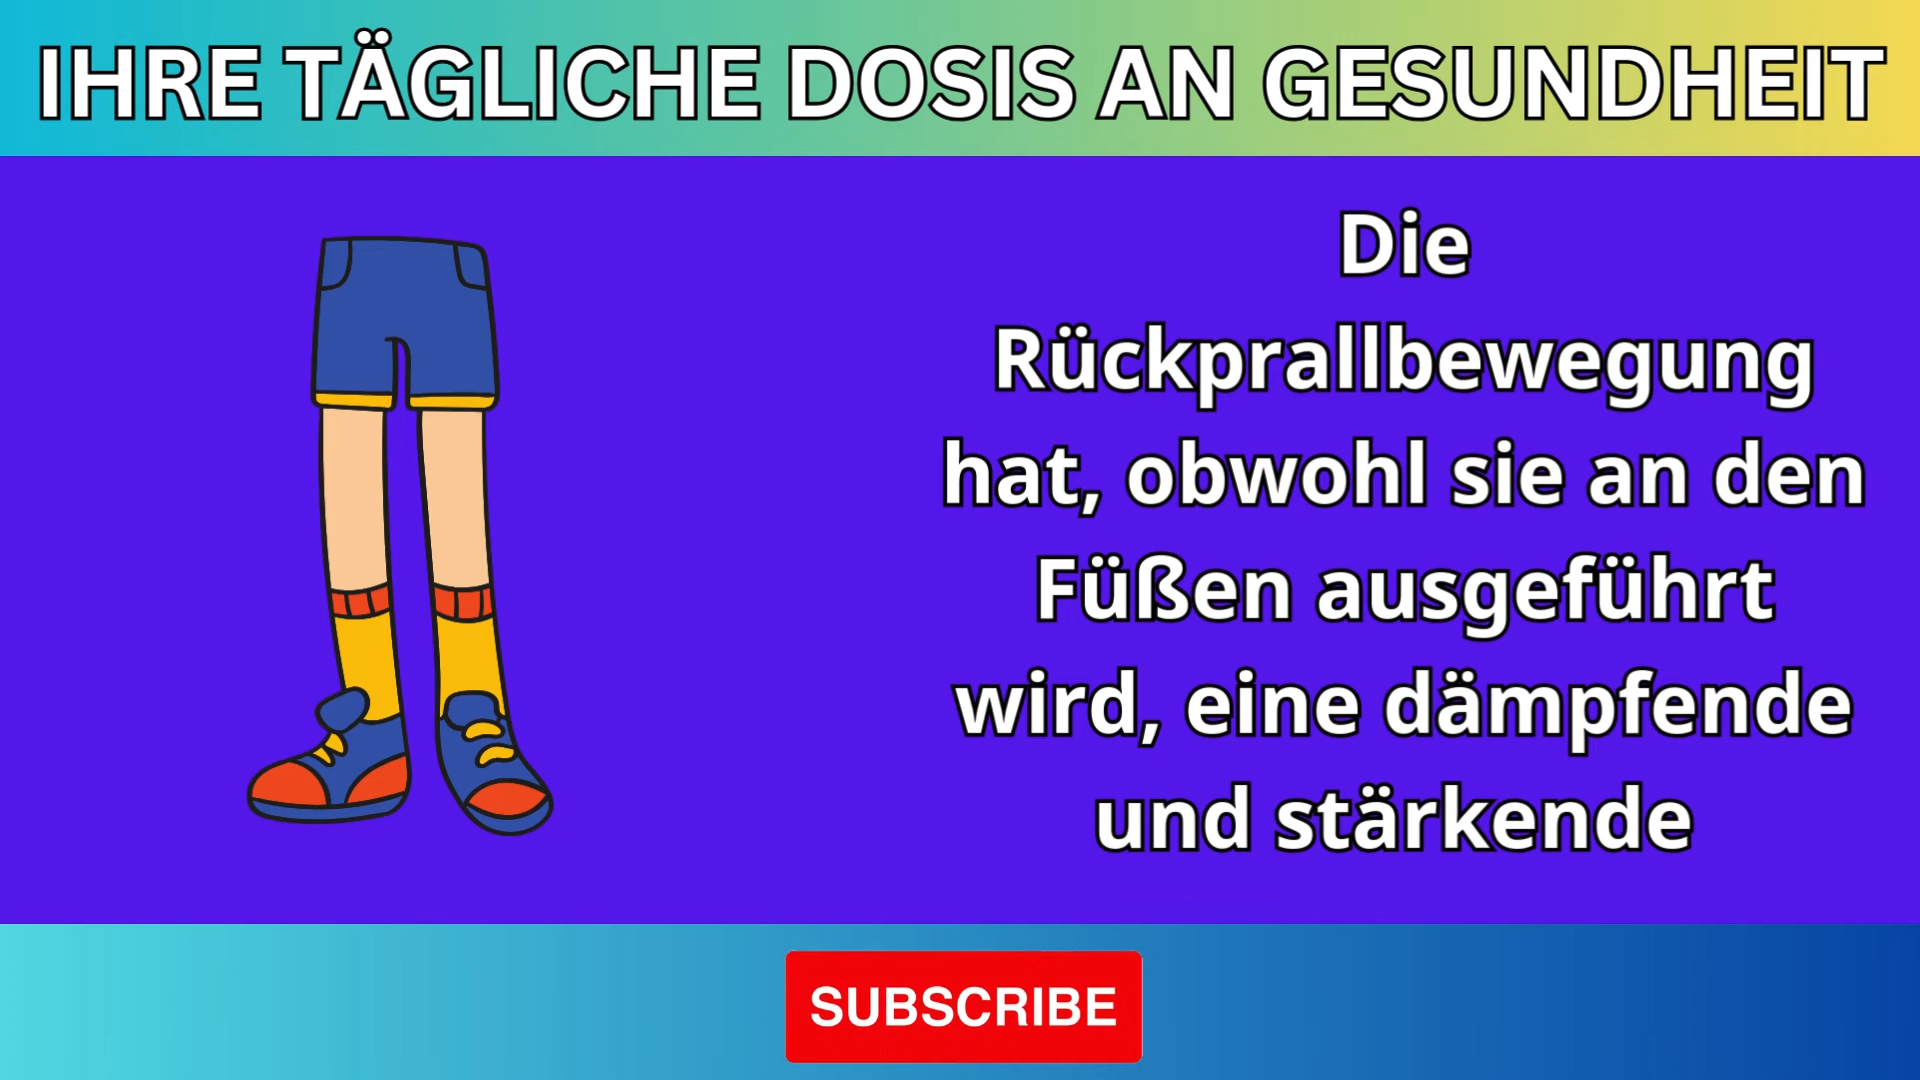 IHRE TÄGLICHE DOSIS AN GESUNDHEIT
Die
Rückprallbewegung
hat, obwohl sie an den
Füßen ausgeführt
wird, eine dämpfende
und stärkende
SUBSCRIBE